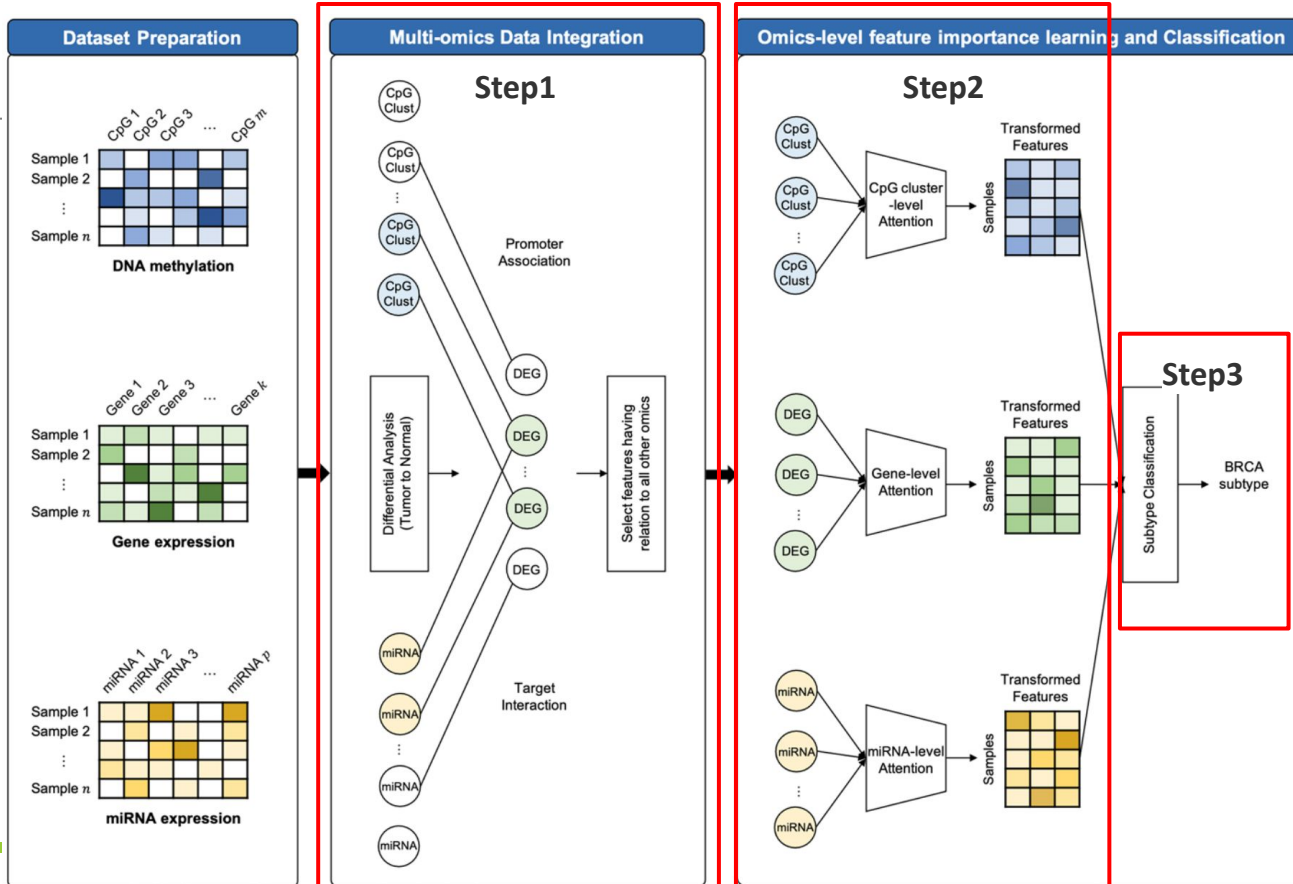 Dataset Preparation
CpG 1
CpG 2
CpG 3
...
CpG m
Sample 1
Sample 2
⋮
Sample n
DNA methylation
Gene 1
Gene 2
Gene 3
...
Gene k
Sample 1
Sample 2
⋮
Sample n
Gene expression
miRNA 1
miRNA 2
miRNA 3
...
miRNA p
Sample 1
Sample 2
⋮
Sample n
miRNA expression
Multi-omics Data Integration
Step1
CpG
Clust
CpG
Clust
⋮
CpG
Clust
CpG
Clust
Promoter
Association
Differential Analysis
(Tumor to Normal)
DEG
DEG
⋮
DEG
DEG
Select features having
relation to all other omics
miRNA
miRNA
⋮
miRNA
miRNA
Target
Interaction
Omics-level feature importance learning and Classification
Step2
CpG
Clust
CpG
Clust
⋮
CpG
Clust
CpG cluster
-level
Attention
Transformed
Features
Samples
DEG
DEG
⋮
DEG
Gene-level
Attention
Transformed
Features
Samples
miRNA
miRNA
⋮
miRNA
miRNA-level
Attention
Transformed
Features
Samples
Step3
Subtype Classification
BRCA
subtype